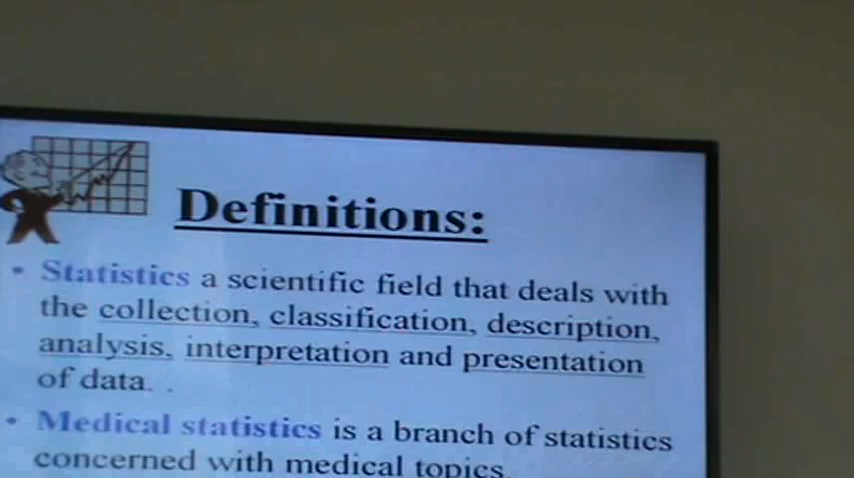 Definitions:
• Statistics a scientific field that deals with
the collection, classification, description,
analysis, interpretation and presentation
of data. .
• Medical statistics is a branch of statistics
concerned with medical topics.